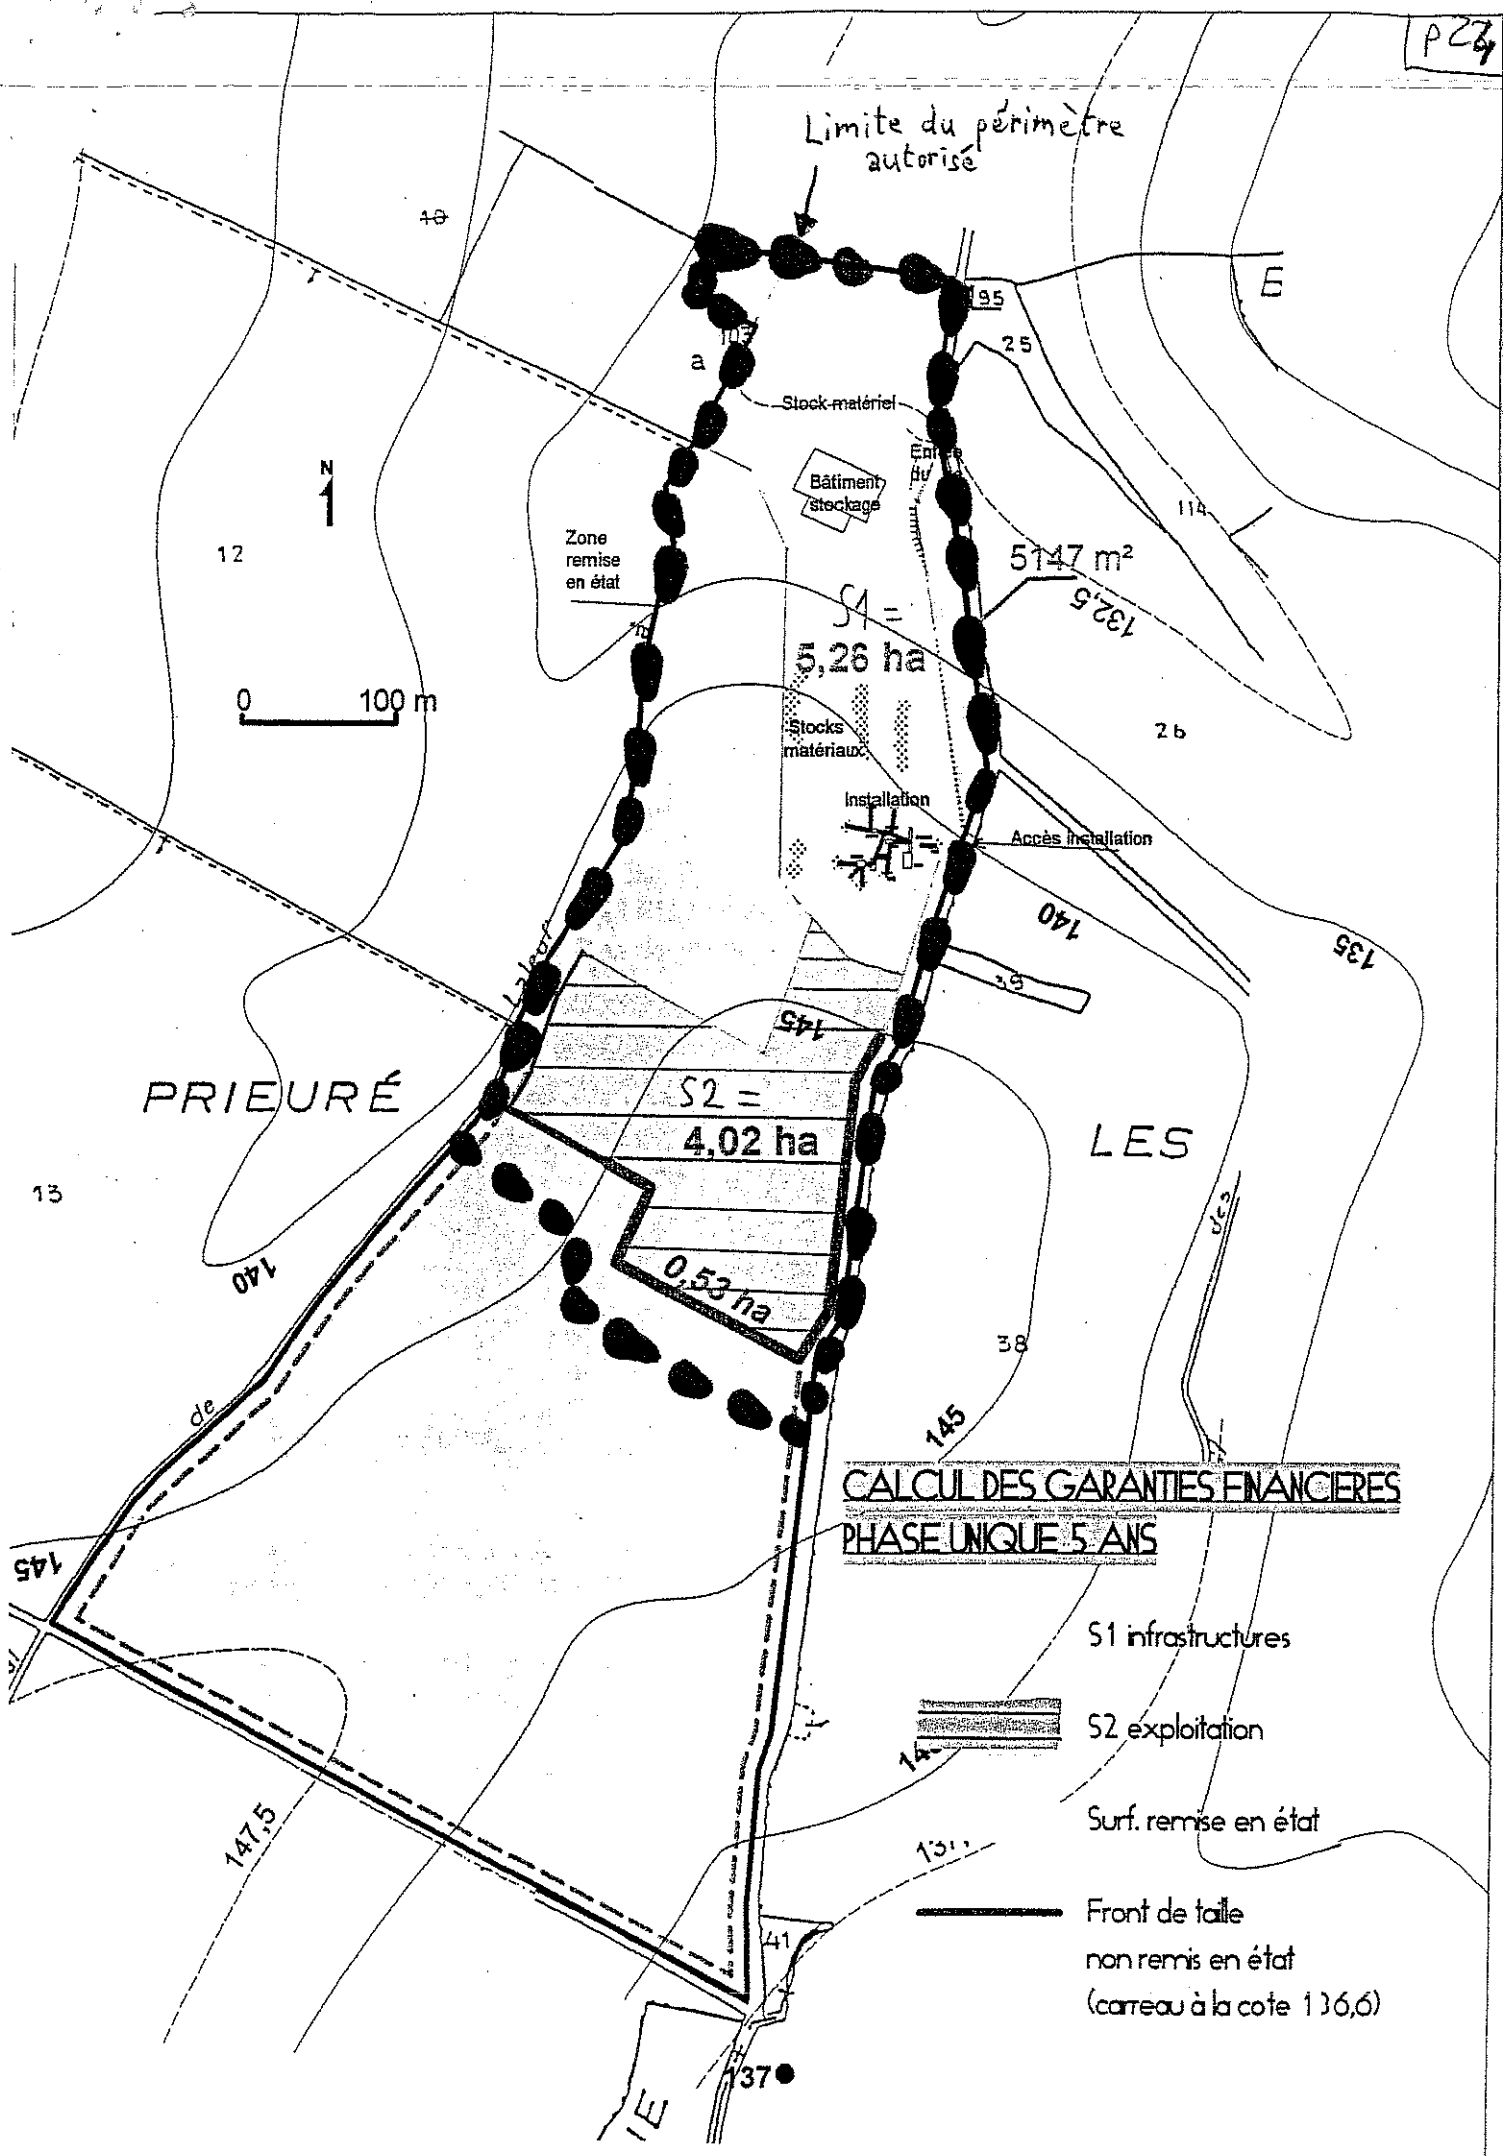 Limite du périmètre
autorisé
10
195
E
25
a
Stock matériel
Bâtiment
stockage
N
114
12
Zone
remise
en état
5147 m²
132,5
S1 =
5,26 ha
0 100 m
Stocks
matériaux
26
Installation
Accès installation
140
135
39
145
PRIEURÉ
S2 =
4,02 ha
LES
13
des
140
0,53 ha
38
de
145
CALCUL DES GARANTIES FINANCIERES
PHASE UNIQUE 5 ANS
145
S1 infrastructures
S2 exploitation
147,5
Surf. remise en état
Front de taille
41
non remis en état
(carreau à la cote 136,6)
137
IE